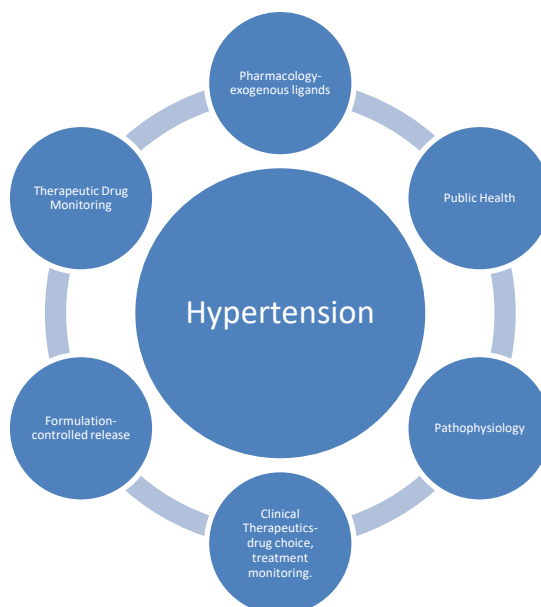 Pharmacology-
exogenous ligands
Public Health
Pathophysiology
Clinical
Therapeutics-
drug choice,
treatment
monitoring.
Formulation-
controlled release
Therapeutic Drug
Monitoring
Hypertension